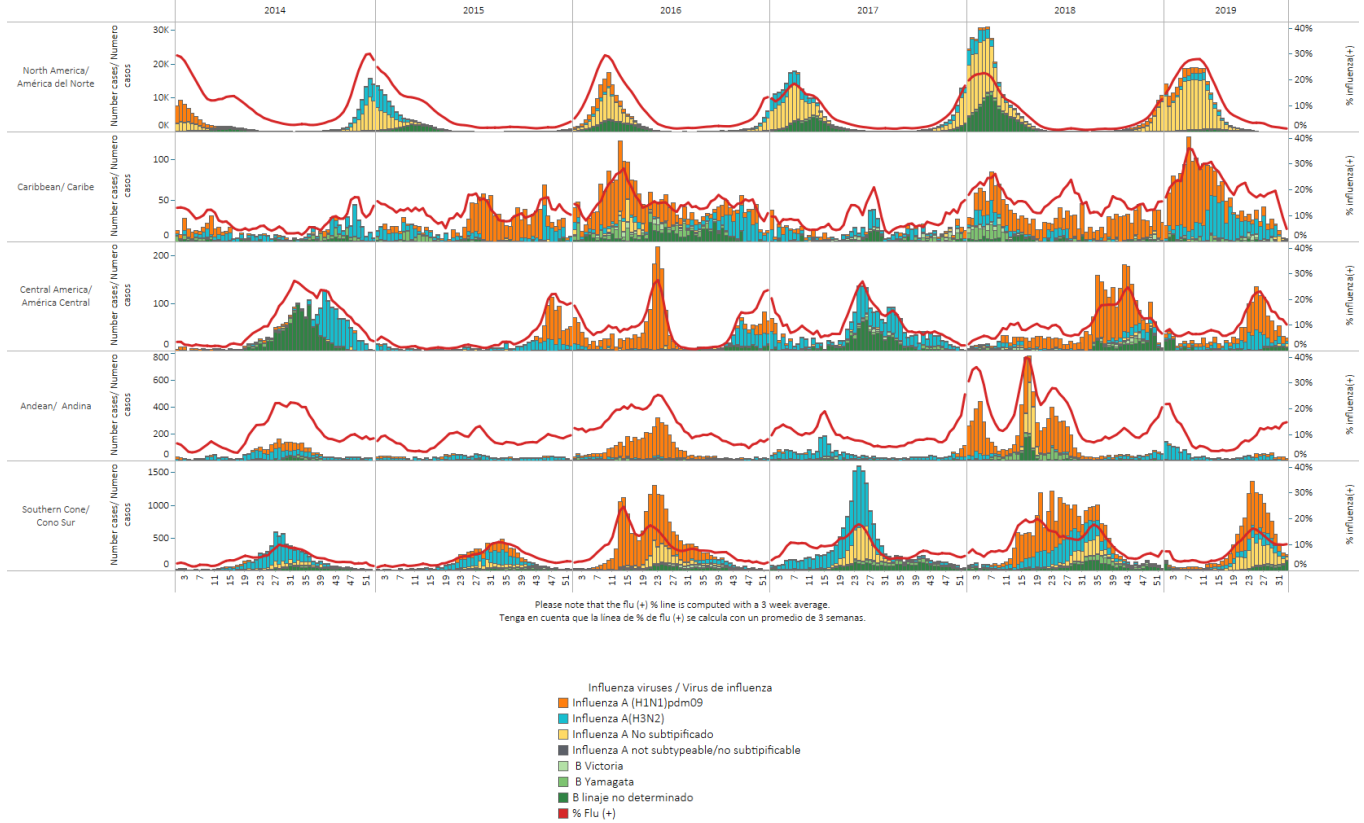 2014 2015 2016 2017 2018 2019
North America/
América del Norte
Number cases/ Numero
casos
30K
20K
10K
0K
40%
30%
20%
10%
0%
% influenza(+)
Caribbean/ Caribe
Number cases/ Numero
casos
100
50
0
40%
30%
20%
10%
0%
% influenza(+)
Central America/
América Central
Number cases/ Numero
casos
200
100
0
40%
30%
20%
10%
0%
% influenza(+)
Andean/ Andina
Number cases/ Numero
casos
800
600
400
200
0
40%
30%
20%
10%
0%
% influenza(+)
Southern Cone/
Cono Sur
Number cases/ Numero
casos
1500
1000
500
0
40%
30%
20%
10%
0%
% influenza(+)
3 7 11 15 19 23 27 31 35 39 43 47 51 3 7 11 15 19 23 27 31 35 39 43 47 51 3 7 11 15 19 23 27 31 35 39 43 47 51 3 7 11 15 19 23 27 31 35 39 43 47 51 3 7 11 15 19 23 27 31 35 39 43 47 51 3 7 11 15 19 23 27 31
Please note that the flu (+) % line is computed with a 3 week average.
Tenga en cuenta que la línea de % de flu (+) se calcula con un promedio de 3 semanas.
Influenza viruses / Virus de influenza
Influenza A (H1N1)pdm09
Influenza A(H3N2)
Influenza A No subtipificado
Influenza A not subtypeable/no subtipificable
B Victoria
B Yamagata
B linaje no determinado
% Flu (+)